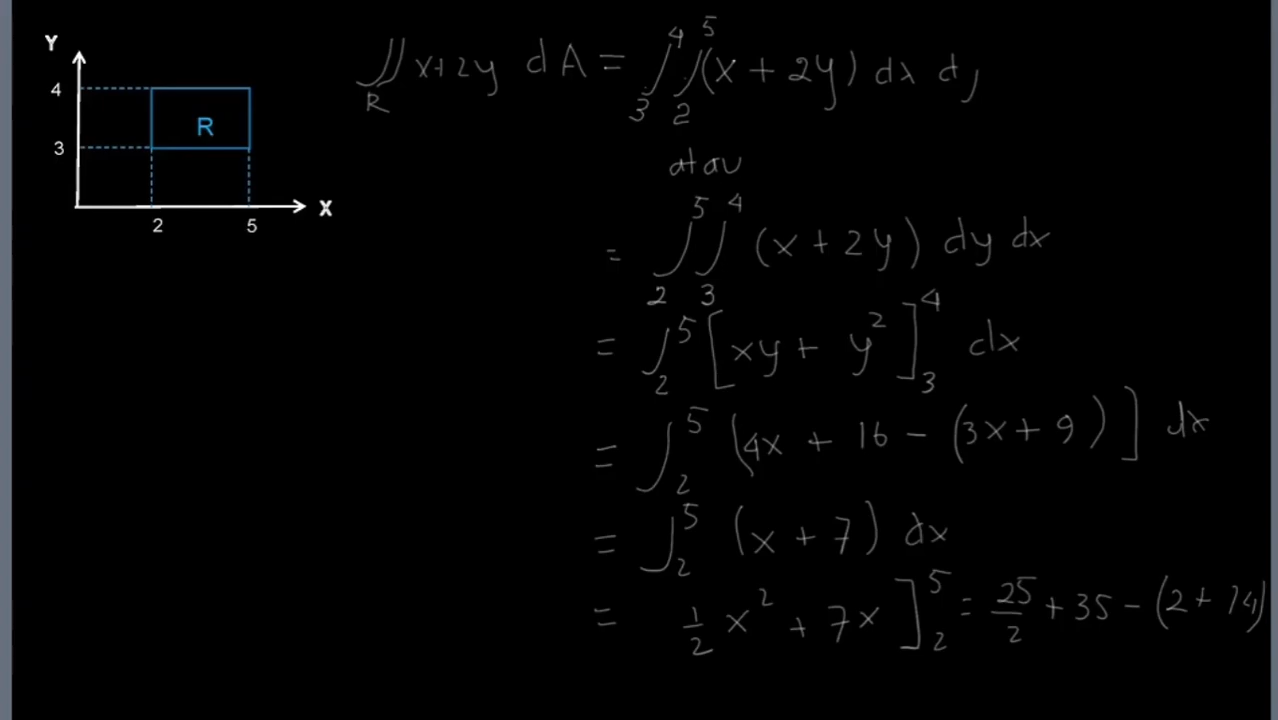 Y
4
3
R
2
5
X
∬_R x+2y dA = ∫_3^4 ∫_2^5 (x + 2y) dx dy
atau
= ∫_2^5 ∫_3^4 (x + 2y) dy dx
= ∫_2^5 [xy + y²]_3^4 dx
= ∫_2^5 (4x + 16 − (3x + 9)] dx
= ∫_2^5 (x + 7) dx
= 1/2 x² + 7x ]_2^5 = 25/2 + 35 − (2 + 14)